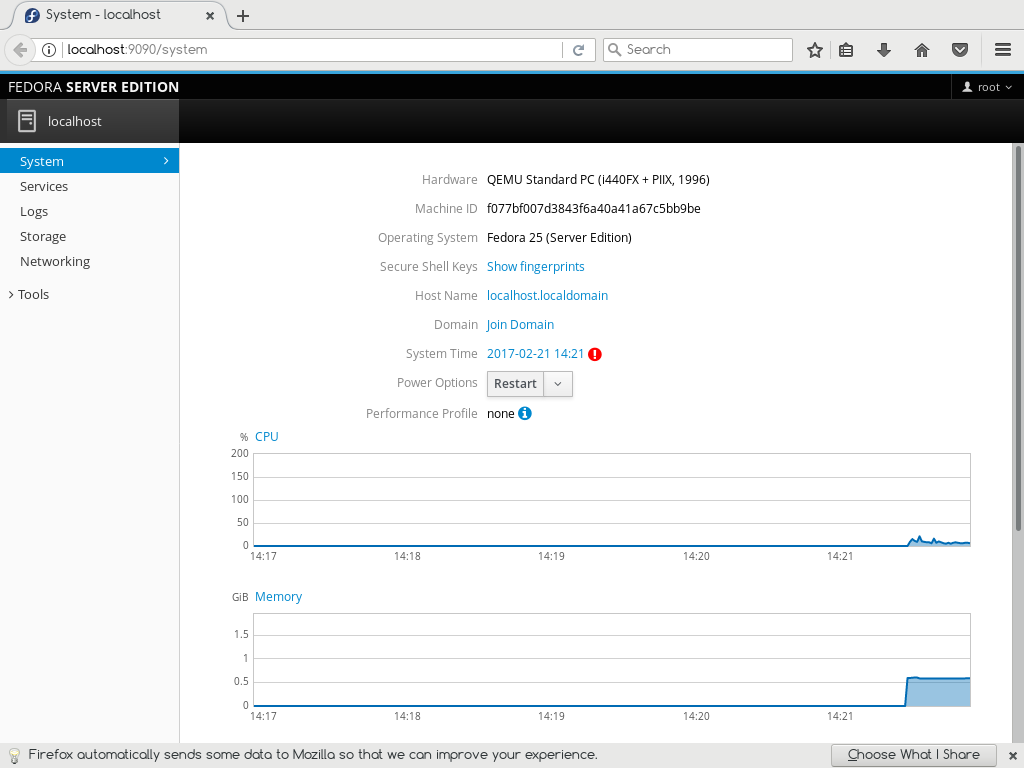 System - localhost
localhost:9090/system
Search
FEDORA SERVER EDITION
root
localhost
System
Services
Logs
Storage
Networking
Tools
Hardware QEMU Standard PC (i440FX + PIIX, 1996)
Machine ID f077bf007d3843f6a40a41a67c5bb9be
Operating System Fedora 25 (Server Edition)
Secure Shell Keys Show fingerprints
Host Name localhost.localdomain
Domain Join Domain
System Time 2017-02-21 14:21
Power Options Restart
Performance Profile none
% CPU
200
150
100
50
0
14:17 14:18 14:19 14:20 14:21
GiB Memory
1.5
1
0.5
0
14:17 14:18 14:19 14:20 14:21
Firefox automatically sends some data to Mozilla so that we can improve your experience.
Choose What I Share